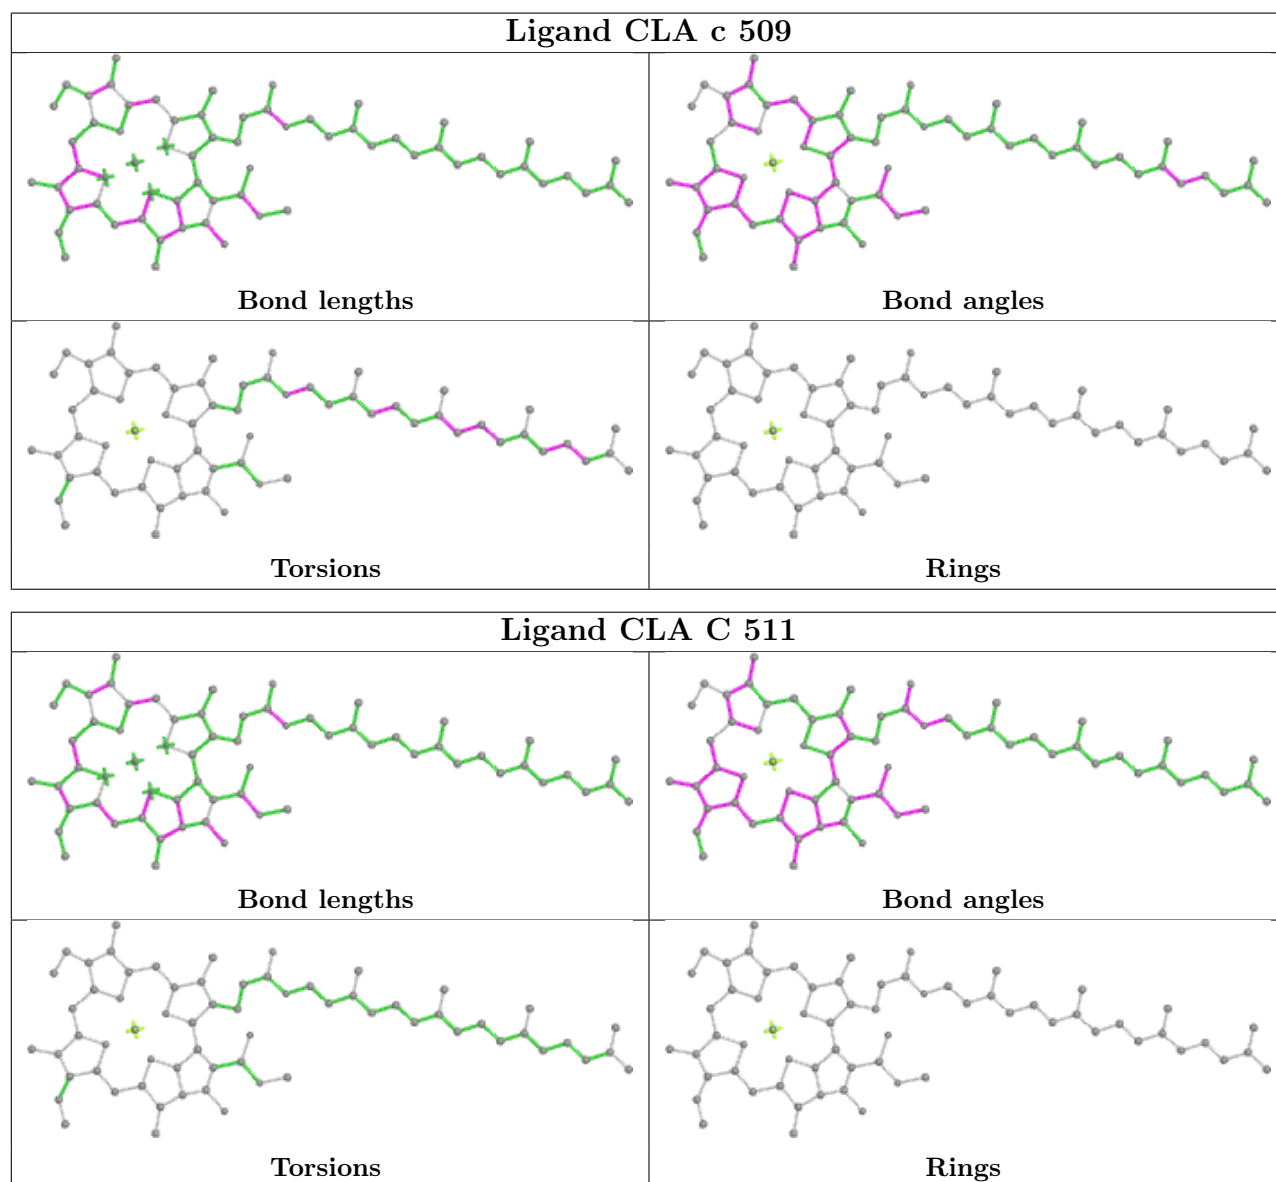 Ligand CLA c 509
Bond lengths
Bond angles
Torsions
Rings
Ligand CLA C 511
Bond lengths
Bond angles
Torsions
Rings